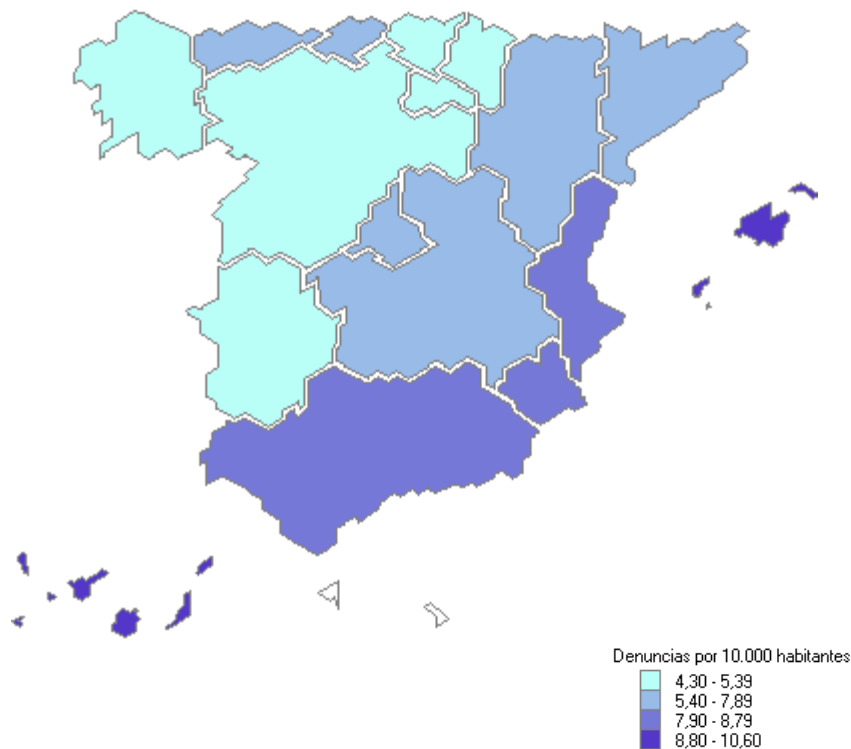 Denuncias por 10.000 habitantes
4,30 - 5,39
5,40 - 7,89
7,90 - 8,79
8,80 - 10,60